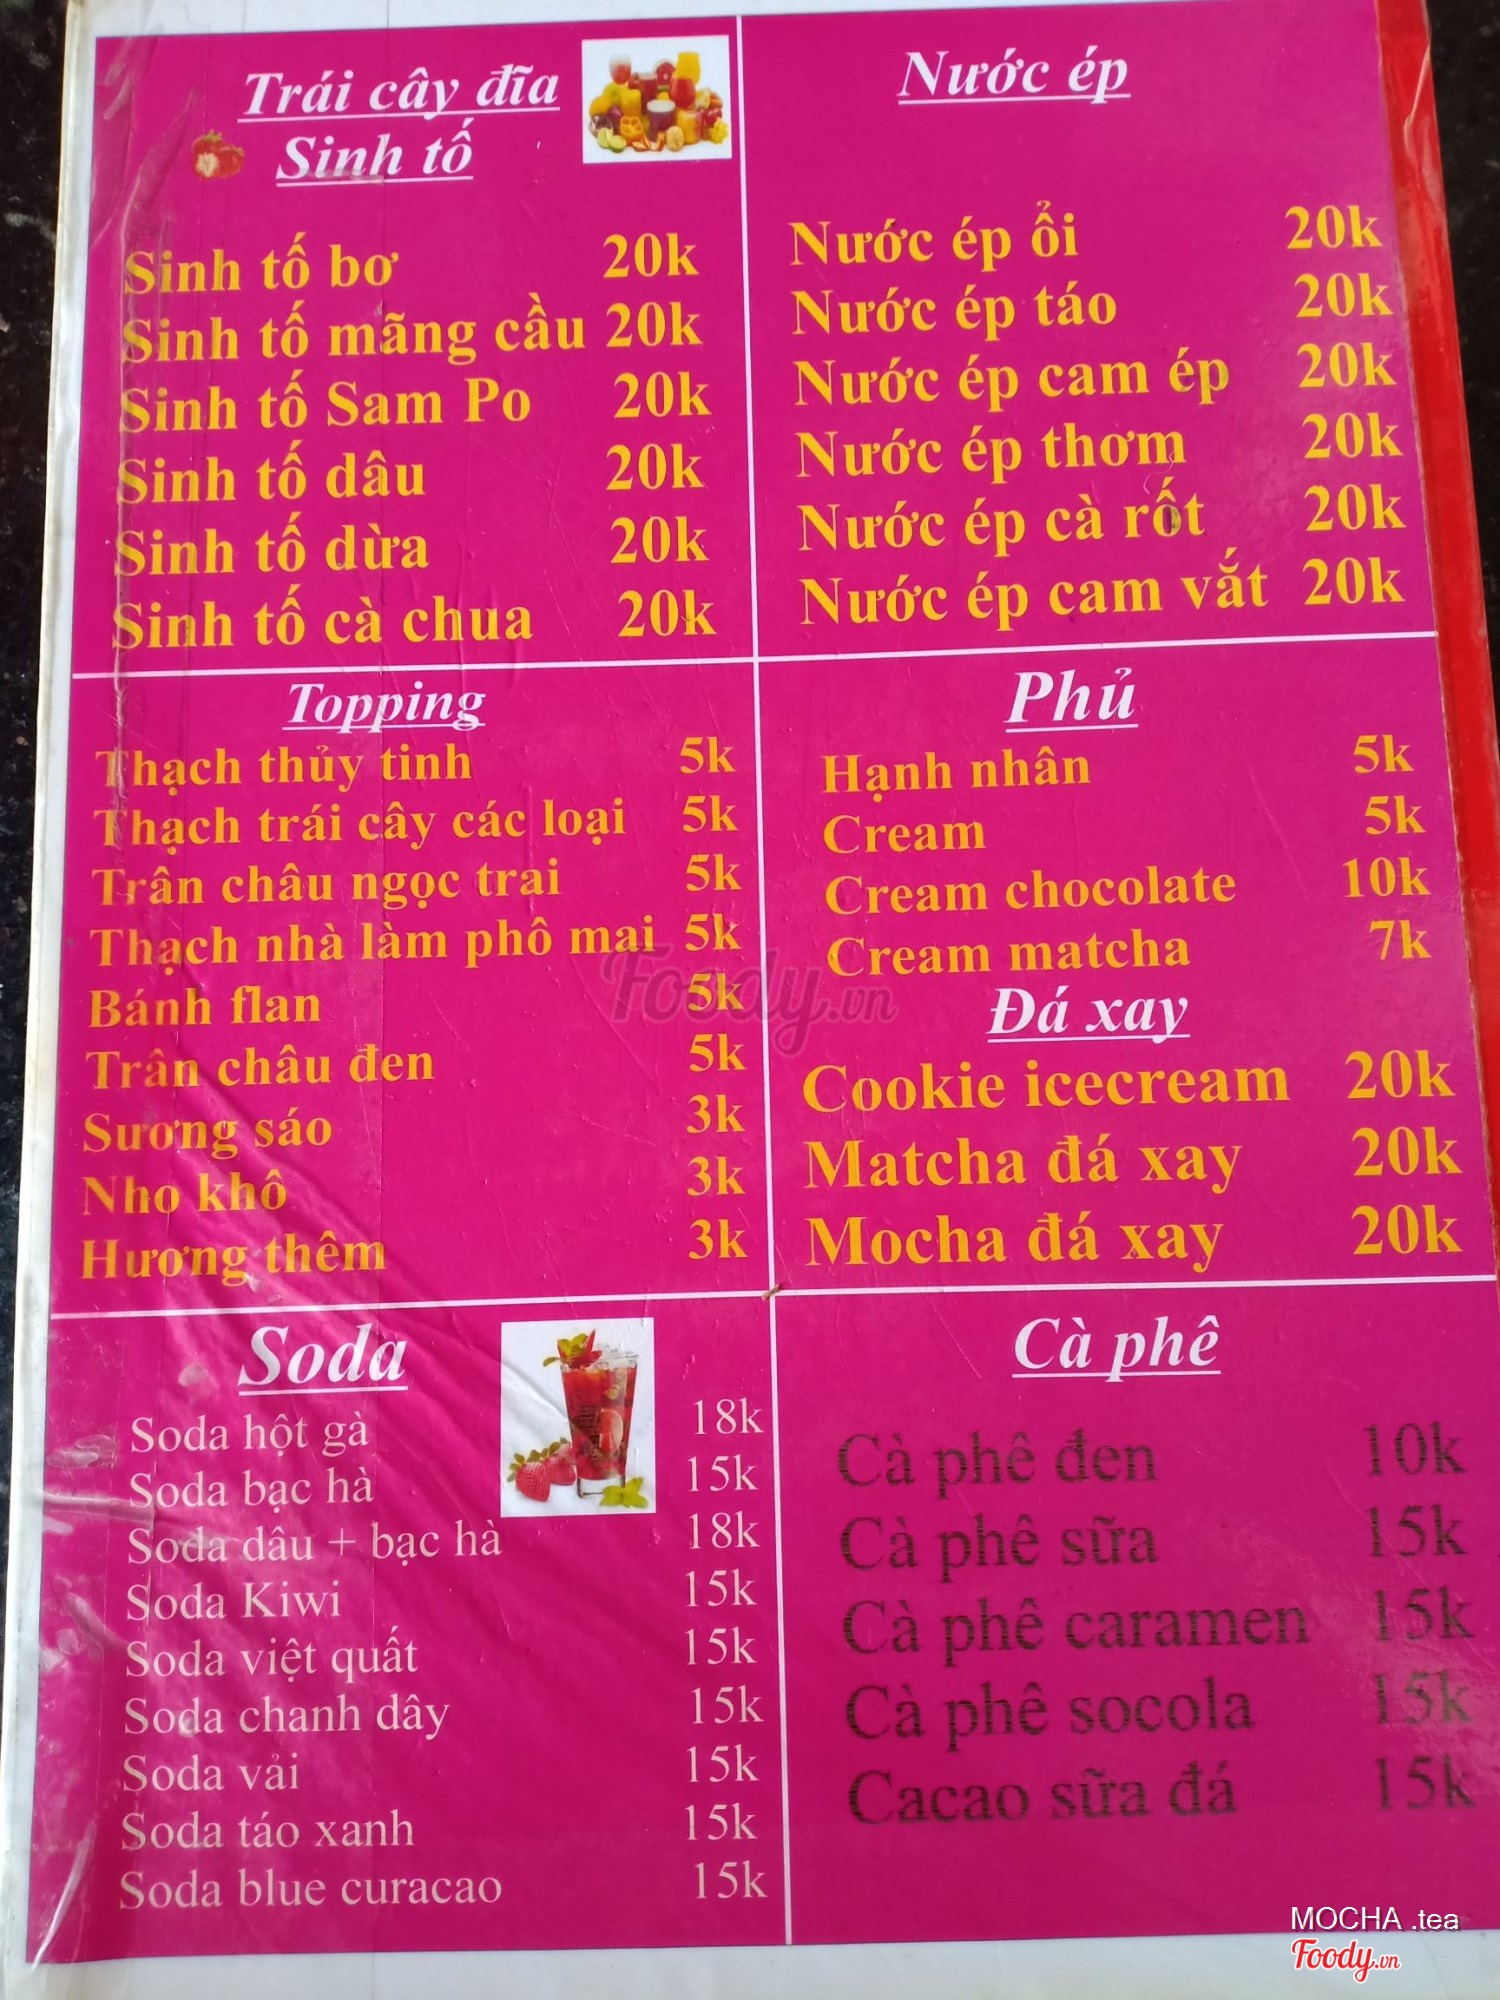 Trái cây đĩa
Sinh tố
Sinh tố bơ 20k
Sinh tố mãng cầu 20k
Sinh tố Sam Po 20k
Sinh tố dâu 20k
Sinh tố dừa 20k
Sinh tố cà chua 20k
Nước ép
Nước ép ổi 20k
Nước ép táo 20k
Nước ép cam ép 20k
Nước ép thơm 20k
Nước ép cà rốt 20k
Nước ép cam vắt 20k
Topping
Thạch thủy tinh 5k
Thạch trái cây các loại 5k
Trân châu ngọc trai 5k
Thạch nhà làm phô mai 5k
Bánh flan 5k
Trân châu đen 5k
Sương sáo 3k
Nho khô 3k
Hương thêm 3k
Phủ
Hạnh nhân 5k
Cream 5k
Cream chocolate 10k
Cream matcha 7k
Đá xay
Cookie icecream 20k
Matcha đá xay 20k
Mocha đá xay 20k
Foody.vn
Soda
Soda hột gà 18k
Soda bạc hà 15k
Soda dâu + bạc hà 18k
Soda Kiwi 15k
Soda việt quất 15k
Soda chanh dây 15k
Soda vải 15k
Soda táo xanh 15k
Soda blue curacao 15k
Cà phê
Cà phê đen 10k
Cà phê sữa 15k
Cà phê caramen 15k
Cà phê socola 15k
Cacao sữa đá 15k
MOCHA .tea
Foody.vn